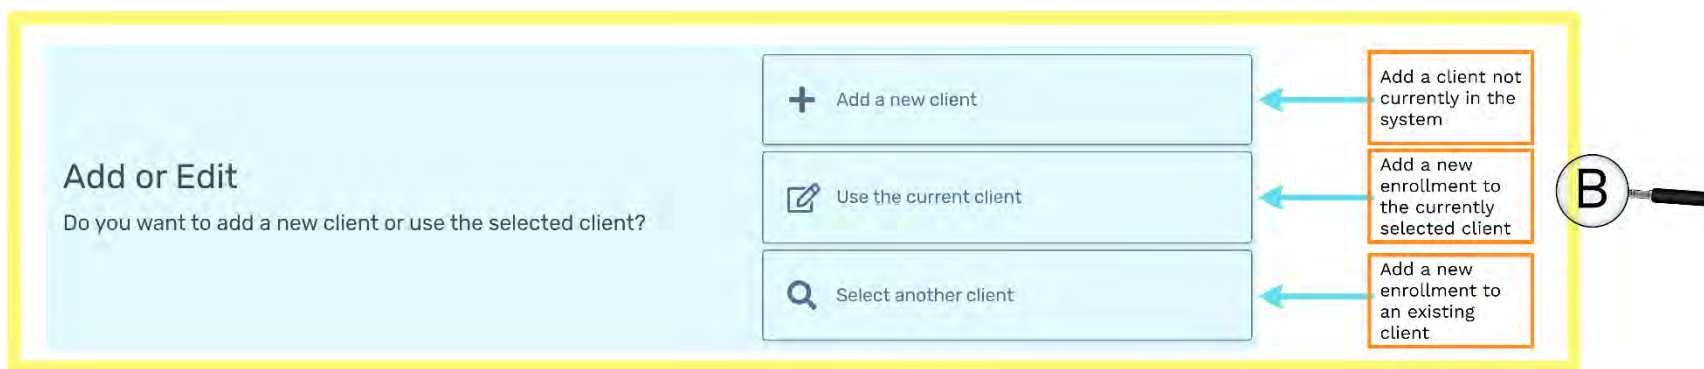 Add or Edit
Do you want to add a new client or use the selected client?
Add a new client
Use the current client
Select another client
Add a client not
currently in the
system
Add a new
enrollment to
the currently
selected client
Add a new
enrollment to
an existing
client
B